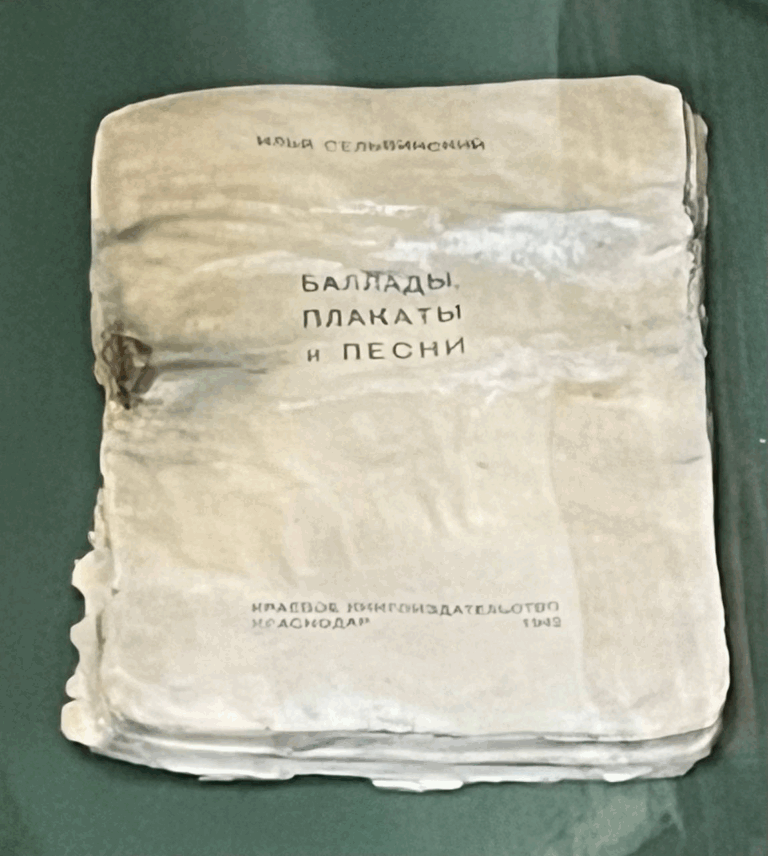 ИЛЬЯ СЕЛЬВИНСКИЙ
БАЛЛАДЫ,
ПЛАКАТЫ
и ПЕСНИ
КРАЕВОЕ КНИГОИЗДАТЕЛЬСТВО
КРАСНОДАР 1942